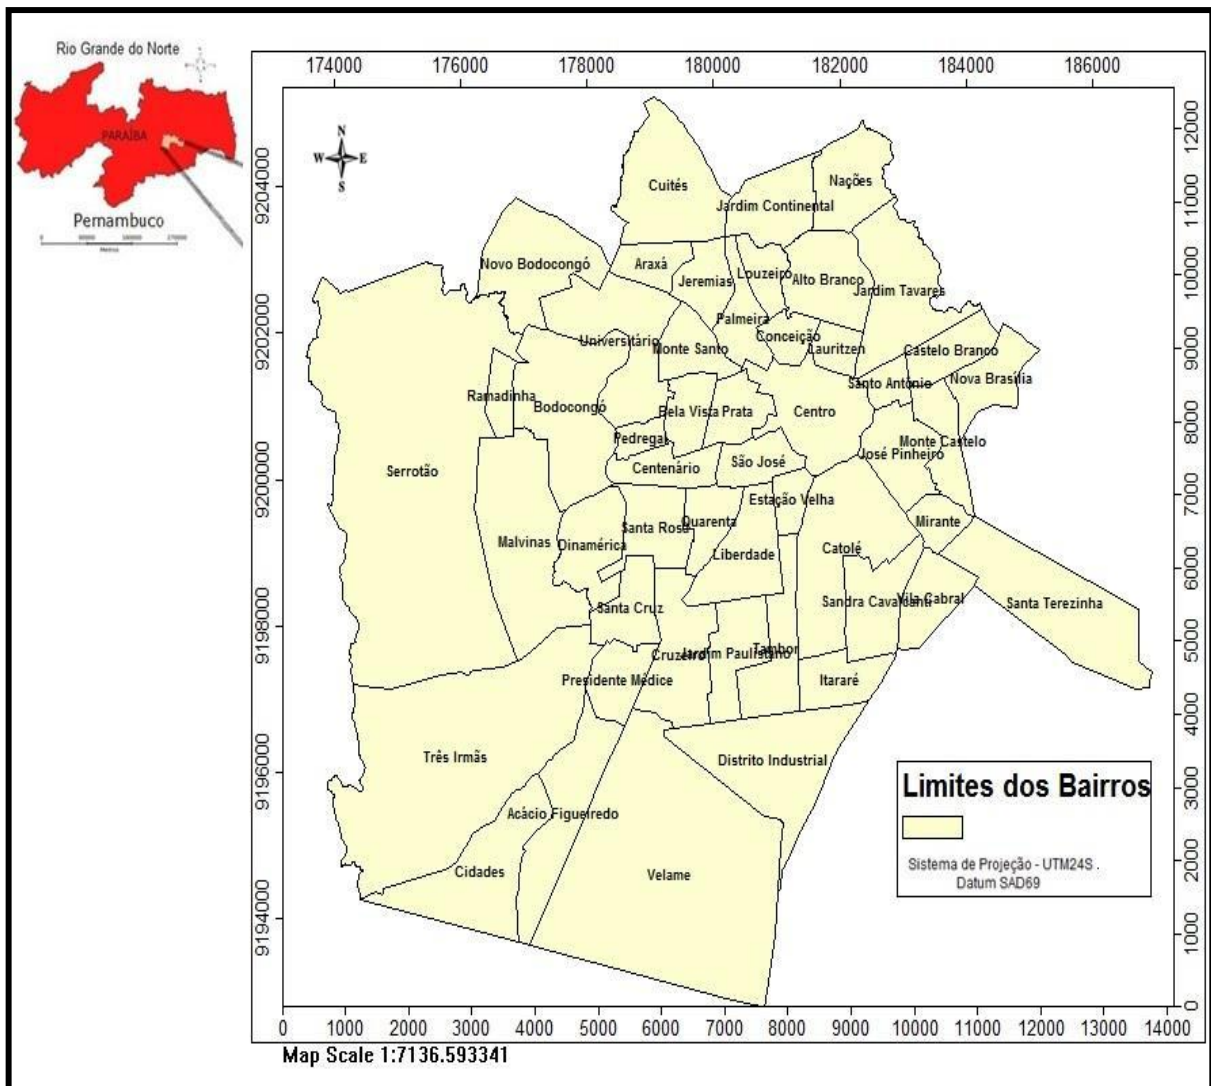 Rio Grande do Norte
PARAÍBA
Pernambuco
174000 176000 178000 180000 182000 184000 186000
N
W E
S
9204000
9202000
9200000
9198000
9196000
9194000
12000
11000
10000
9000
8000
7000
6000
5000
4000
3000
2000
1000
0
Cuités
Nações
Jardim Continental
Novo Bodocongó
Araxá
Jeremias
Louzeiro
Alto Branco
Jardim Tavares
Palmeira
Conceição
Universitário
Monte Santo
Lauritzen
Castelo Branco
Nova Brasília
Santo Antônio
Ramadinha
Bodocongó
Bela Vista
Prata
Centro
Pedregal
Monte Castelo
José Pinheiro
Serrotão
Centenário
São José
Estação Velha
Santa Rosa
Quarenta
Mirante
Malvinas
Dinamérica
Liberdade
Catolé
Santa Cruz
Sandra Cavalcanti
Vila Cabral
Santa Terezinha
Cruzeiro
Jardim Paulistano
Tambor
Presidente Médice
Itararé
Três Irmãs
Distrito Industrial
Acácio Figueiredo
Cidades
Velame
Limites dos Bairros
Sistema de Projeção - UTM24S .
Datum SAD69
0 1000 2000 3000 4000 5000 6000 7000 8000 9000 10000 11000 12000 13000 14000
Map Scale 1:7136.593341